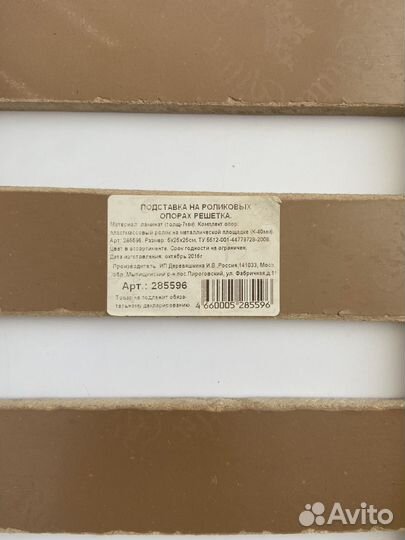 ПОДСТАВКА НА РОЛИКОВЫХ
ОПОРАХ РЕШЕТКА.
Материал: ламинат (толщ-7мм). Комплект опор:
пластмассовый ролик на металлической площадке (К-40мм).
Арт. 285596. Размер: 6х25х25см, ТУ 5612-001-44778728-2008.
Цвет в ассортименте. Срок годности не ограничен.
Дата изготовления: октябрь 2016г
Производитель: ИП Деревяшкина И.В.,Россия,141033, Моск.
обл.,Мытищинский р-н,пос.Пироговский, ул. Фабричная,д.1
Арт.: 285596
Товар не подлежит обяза-
тельному декларированию.
4 660005 285596
Avito